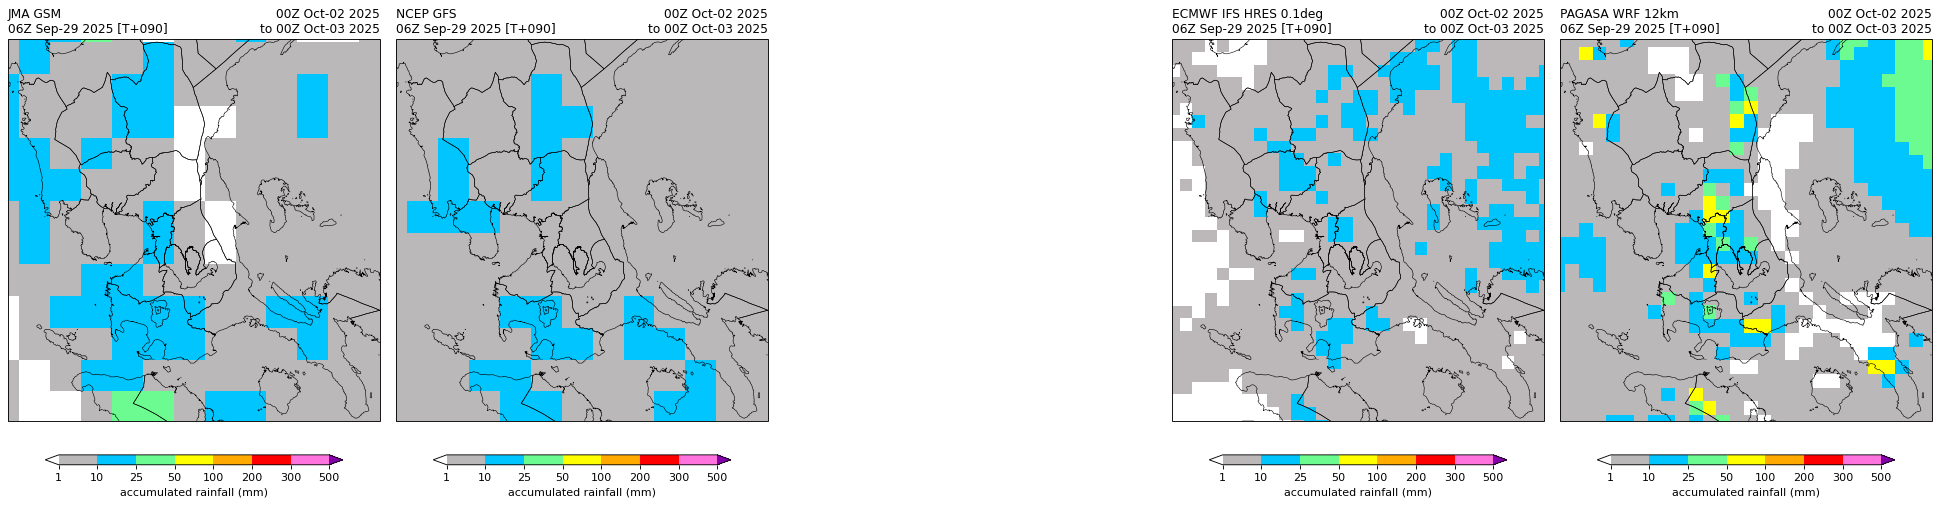 JMA GSM 00Z Oct-02 2025
06Z Sep-29 2025 [T+090] to 00Z Oct-03 2025
NCEP GFS 00Z Oct-02 2025
06Z Sep-29 2025 [T+090] to 00Z Oct-03 2025
ECMWF IFS HRES 0.1deg 00Z Oct-02 2025
06Z Sep-29 2025 [T+090] to 00Z Oct-03 2025
PAGASA WRF 12km 00Z Oct-02 2025
06Z Sep-29 2025 [T+090] to 00Z Oct-03 2025
1 10 25 50 100 200 300 500
accumulated rainfall (mm)
1 10 25 50 100 200 300 500
accumulated rainfall (mm)
1 10 25 50 100 200 300 500
accumulated rainfall (mm)
1 10 25 50 100 200 300 500
accumulated rainfall (mm)